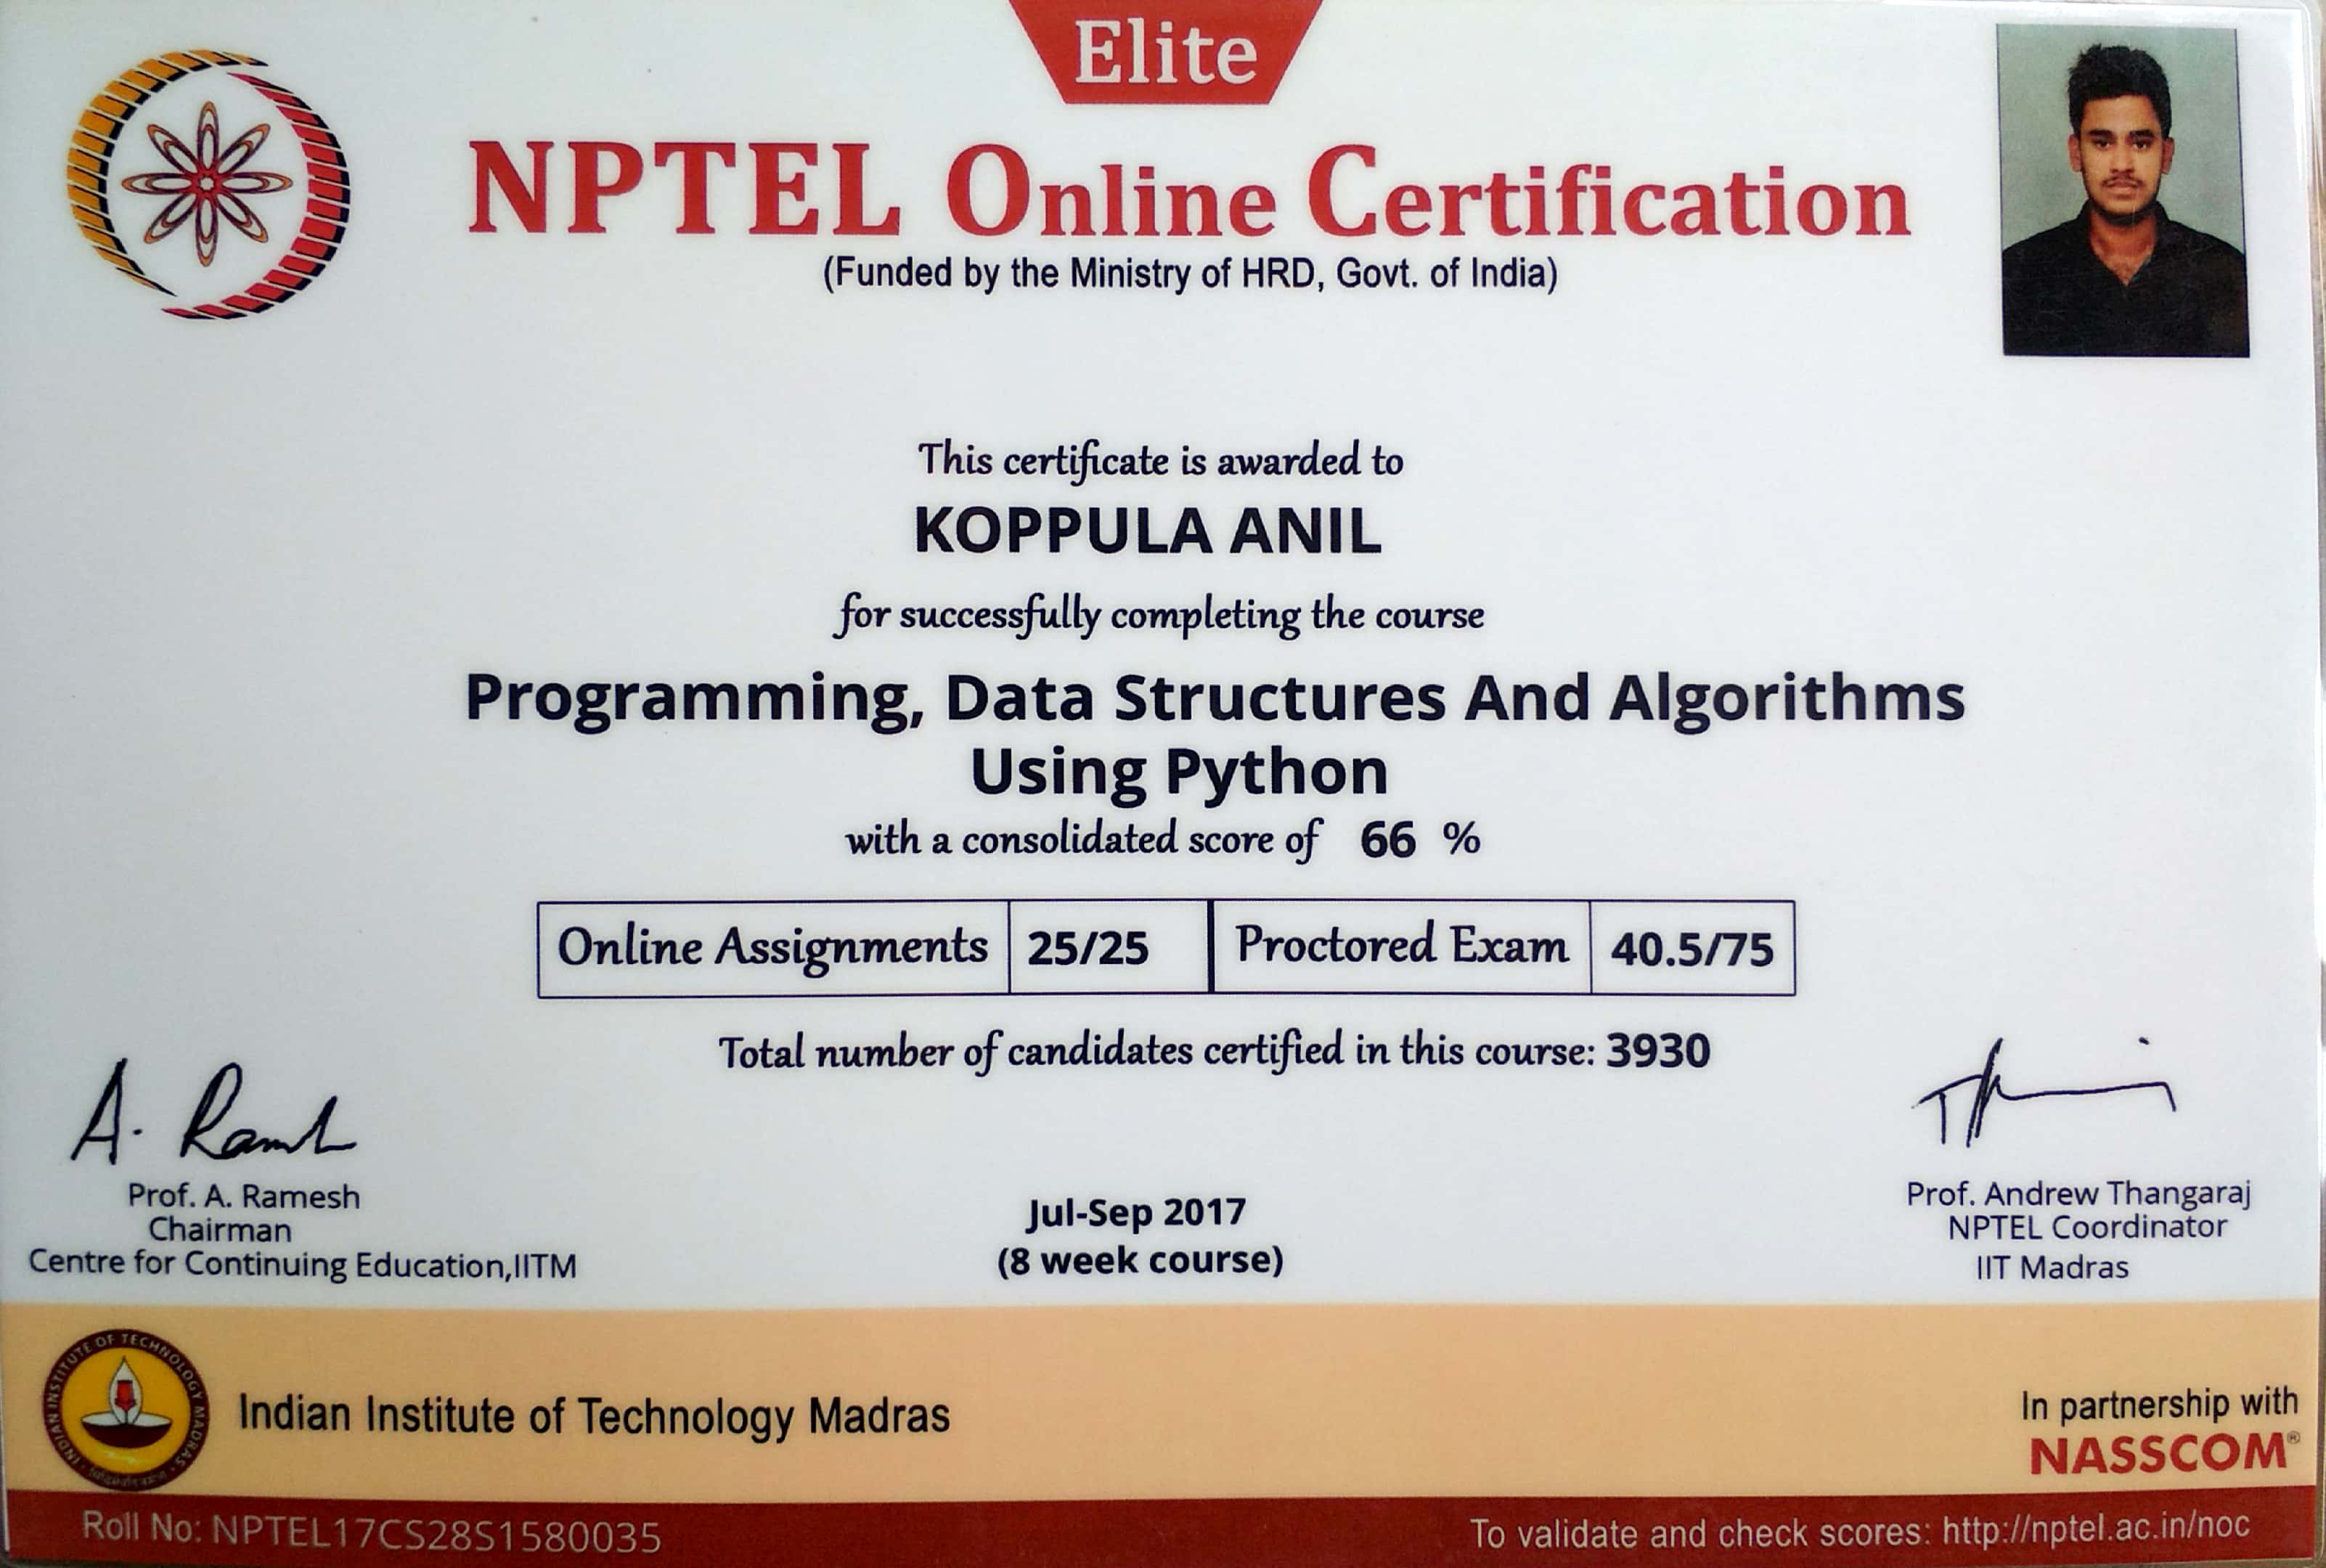 Elite
NPTEL Online Certification
(Funded by the Ministry of HRD, Govt. of India)
This certificate is awarded to
KOPPULA ANIL
for successfully completing the course
Programming, Data Structures And Algorithms
Using Python
with a consolidated score of 66 %
Online Assignments 25/25 Proctored Exam 40.5/75
Total number of candidates certified in this course: 3930
A. Ramesh
Prof. A. Ramesh
Chairman
Centre for Continuing Education,IITM
Jul-Sep 2017
(8 week course)
Prof. Andrew Thangaraj
NPTEL Coordinator
IIT Madras
INDIAN INSTITUTE OF TECHNOLOGY MADRAS
Indian Institute of Technology Madras
In partnership with
NASSCOM®
Roll No: NPTEL17CS28S1580035
To validate and check scores: http://nptel.ac.in/noc